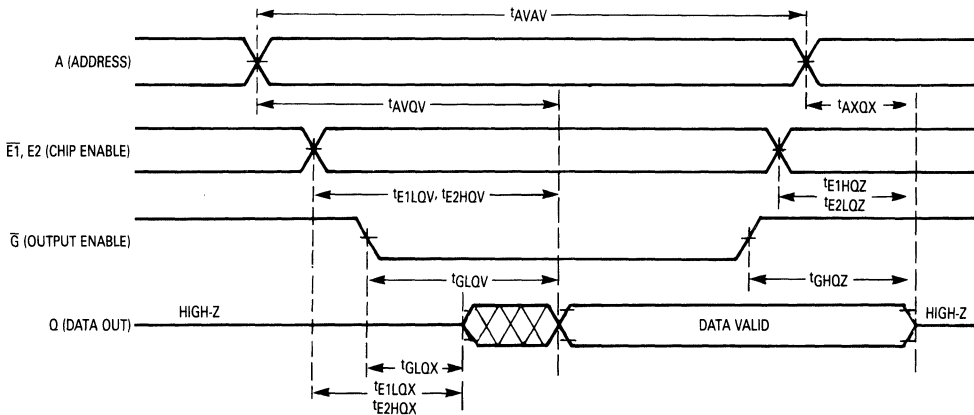 tAVAV
A (ADDRESS)
tAVQV
tAXQX
E1, E2 (CHIP ENABLE)
tE1LQV, tE2HQV
tE1HQZ
tE2LQZ
G (OUTPUT ENABLE)
tGLQV
tGHQZ
Q (DATA OUT)
HIGH-Z
DATA VALID
HIGH-Z
tGLQX
tE1LQX
tE2HQX